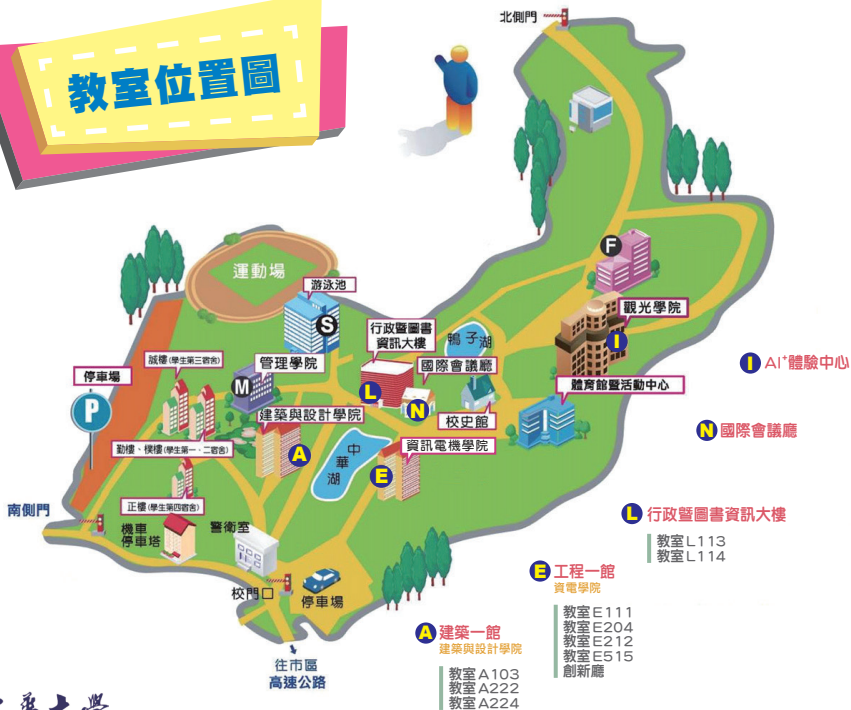 教室位置圖
北側門
F
運動場
游泳池
S
觀光學院
I
行政暨圖書
資訊大樓
鴨子湖
誠樓(學生第三宿舍)
管理學院
國際會議廳
I AI+體驗中心
停車場
P
M
L
N
體育館暨活動中心
建築與設計學院
校史館
N 國際會議廳
勤樓、樸樓(學生第一、二宿舍)
A
中華湖
資訊電機學院
E
正樓(學生第四宿舍)
南側門
機車
停車塔
警衛室
L 行政暨圖書資訊大樓
教室L113
教室L114
校門口
停車場
E 工程一館
資電學院
教室E111
教室E204
教室E212
教室E515
創新廳
A 建築一館
建築與設計學院
教室A103
教室A222
教室A224
往市區
高速公路
大學